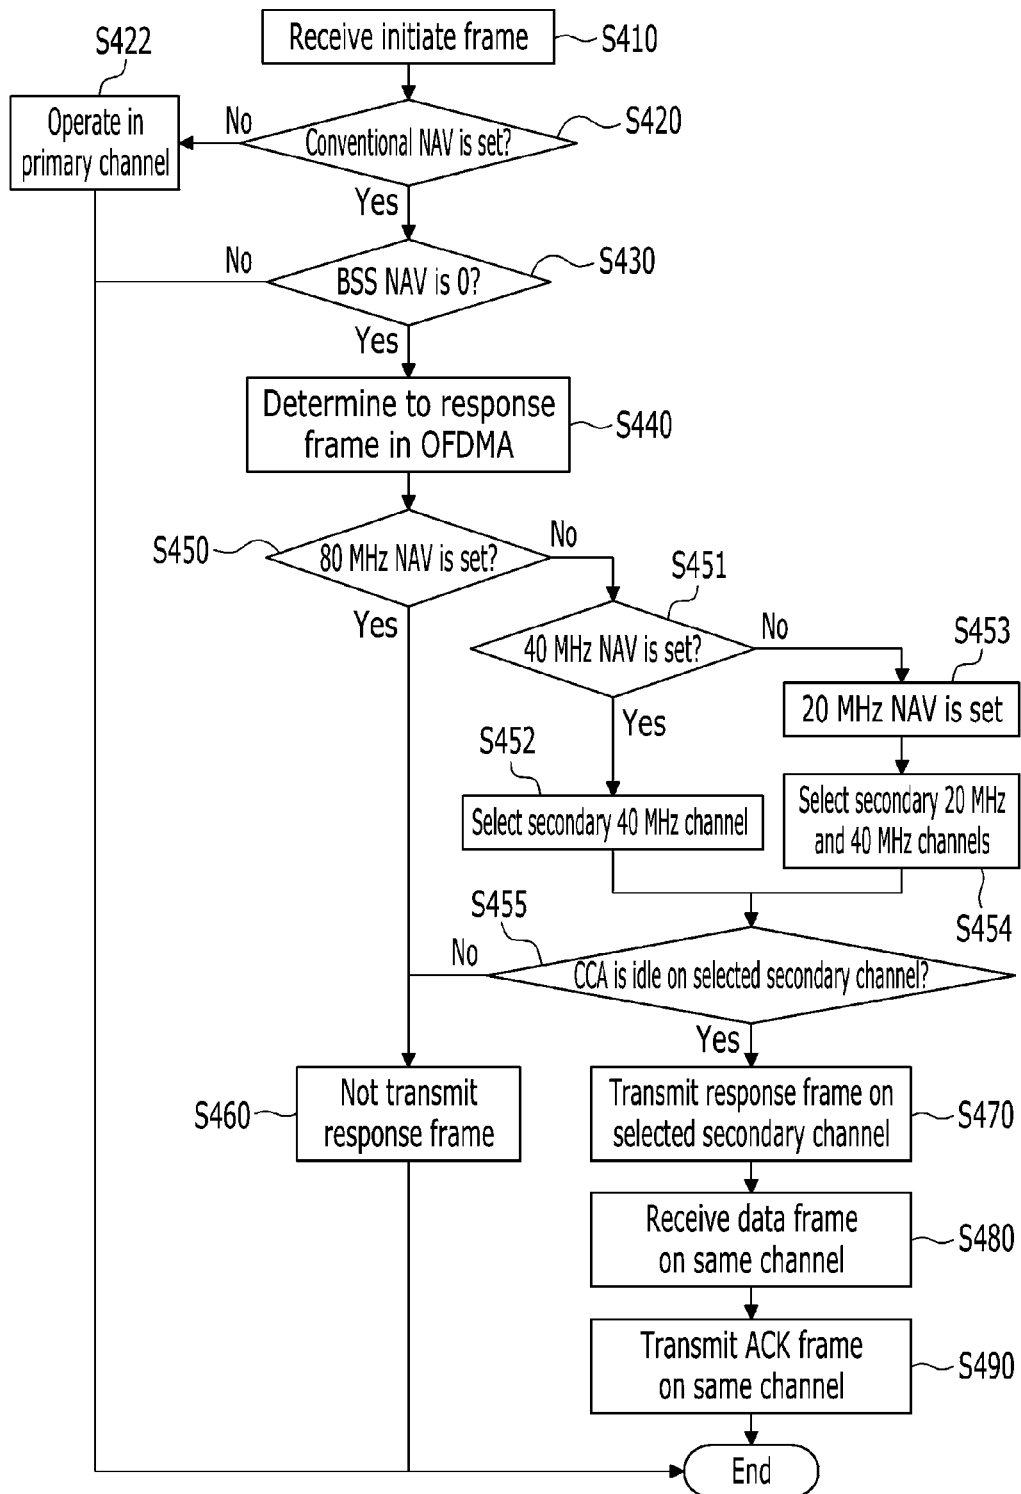 S422
Receive initiate frame
S410
Operate in
primary channel
No
Conventional NAV is set?
S420
Yes
No
BSS NAV is 0?
S430
Yes
Determine to response
frame in OFDMA
S440
S450
80 MHz NAV is set?
No
Yes
S451
40 MHz NAV is set?
No
S453
20 MHz NAV is set
Yes
S452
Select secondary 40 MHz channel
Select secondary 20 MHz
and 40 MHz channels
S454
S455
No
CCA is idle on selected secondary channel?
Yes
S460
Not transmit
response frame
Transmit response frame on
selected secondary channel
S470
Receive data frame
on same channel
S480
Transmit ACK frame
on same channel
S490
End